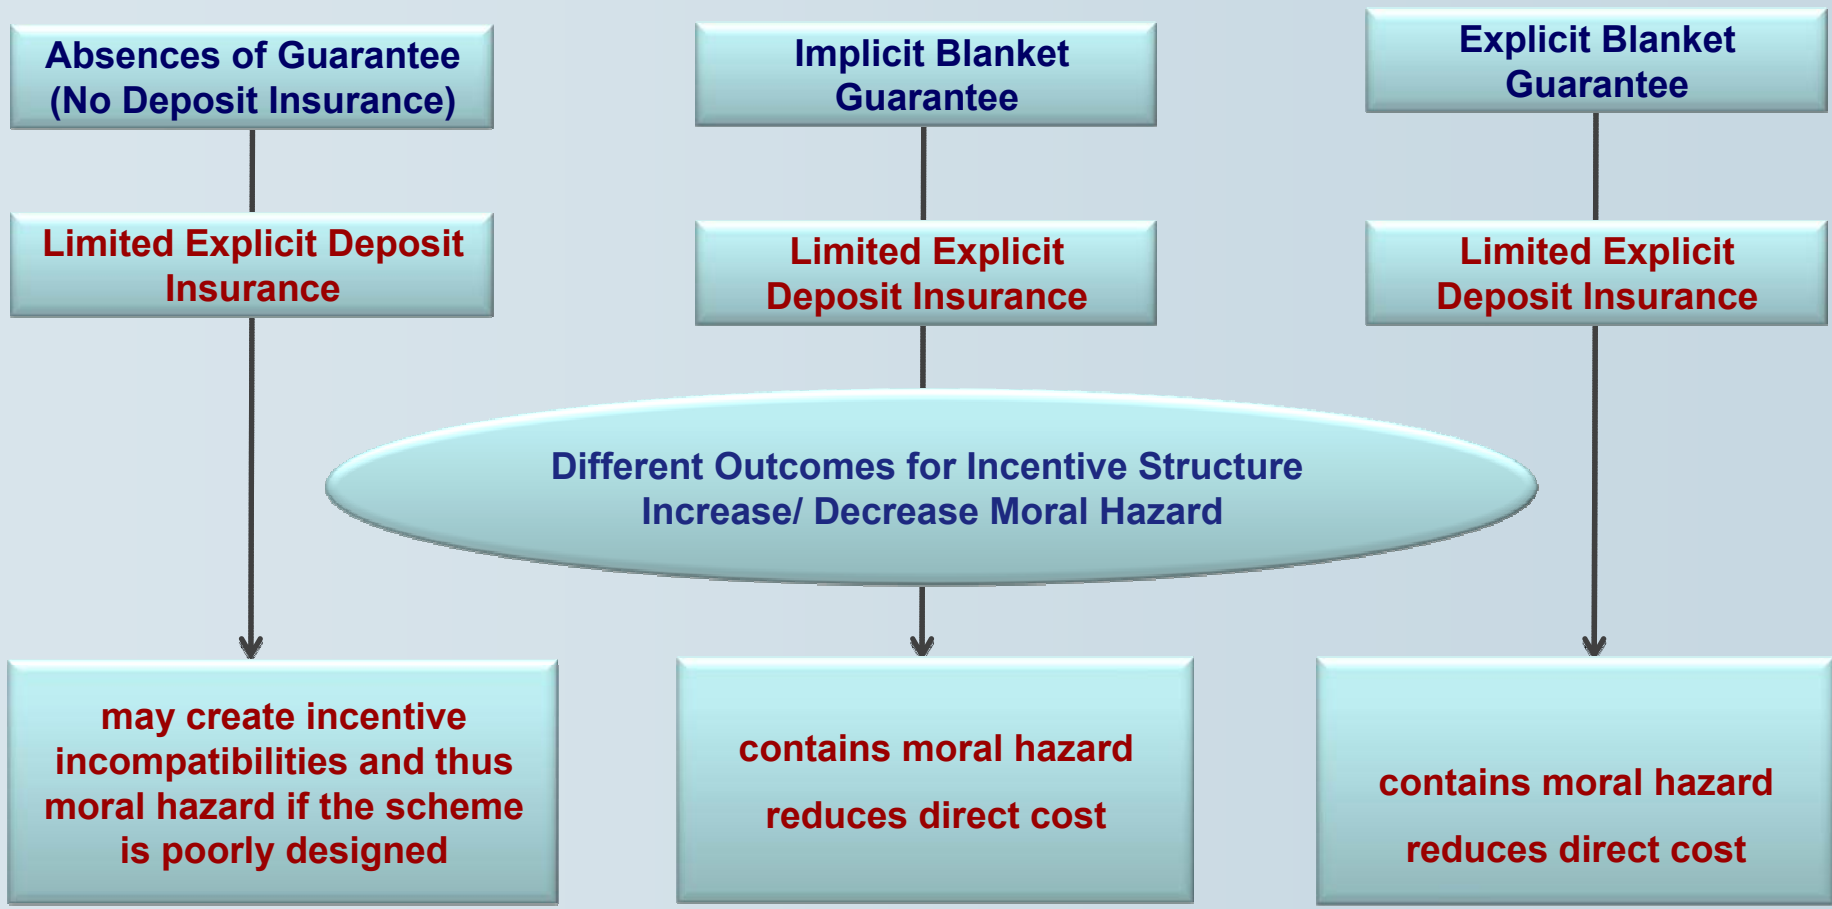 Absences of Guarantee
(No Deposit Insurance)
Implicit Blanket
Guarantee
Explicit Blanket
Guarantee
Limited Explicit Deposit
Insurance
Limited Explicit
Deposit Insurance
Limited Explicit
Deposit Insurance
Different Outcomes for Incentive Structure
Increase/ Decrease Moral Hazard
may create incentive
incompatibilities and thus
moral hazard if the scheme
is poorly designed
contains moral hazard
reduces direct cost
contains moral hazard
reduces direct cost